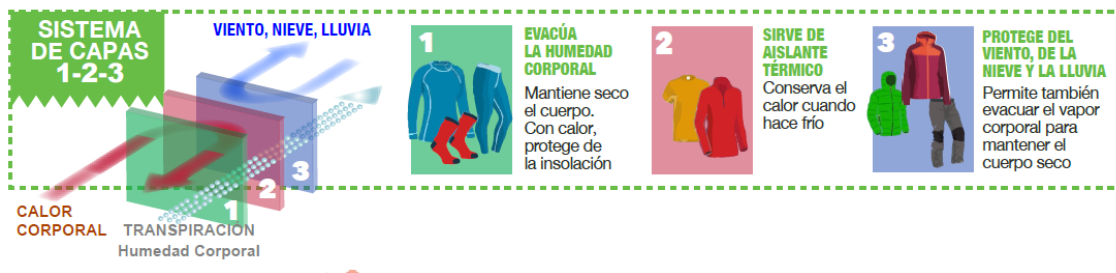 SISTEMA
DE CAPAS
1-2-3
VIENTO, NIEVE, LLUVIA
1
2
3
CALOR
CORPORAL
TRANSPIRACIÓN
Humedad Corporal
1
EVACÚA
LA HUMEDAD
CORPORAL
Mantiene seco
el cuerpo.
Con calor,
protege de
la insolación
2
SIRVE DE
AISLANTE
TÉRMICO
Conserva el
calor cuando
hace frío
3
PROTEGE DEL
VIENTO, DE LA
NIEVE Y LA LLUVIA
Permite también
evacuar el vapor
corporal para
mantener el
cuerpo seco